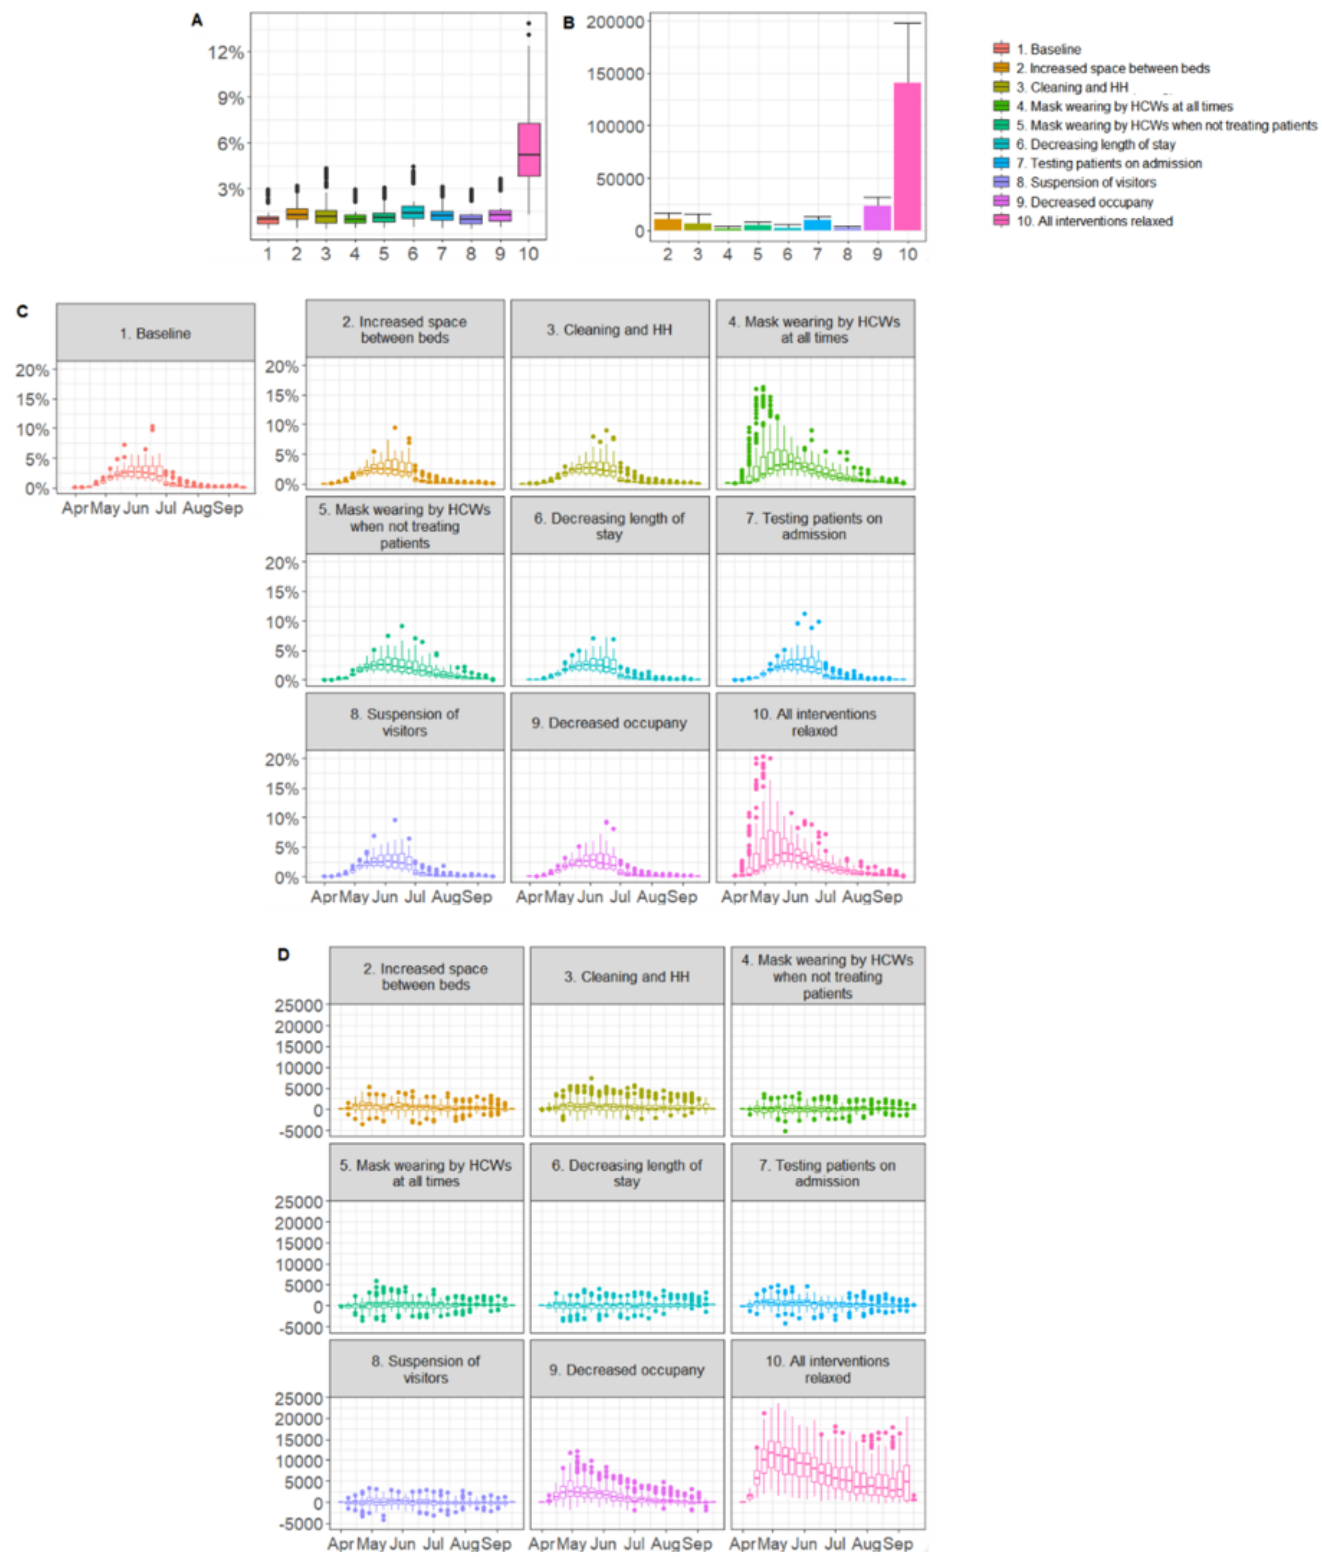 A
12%
9%
6%
3%
1 2 3 4 5 6 7 8 9 10
B
200000
150000
100000
50000
0
2 3 4 5 6 7 8 9 10
1. Baseline
2. Increased space between beds
3. Cleaning and HH
4. Mask wearing by HCWs at all times
5. Mask wearing by HCWs when not treating patients
6. Decreasing length of stay
7. Testing patients on admission
8. Suspension of visitors
9. Decreased occupancy
10. All interventions relaxed
C
1. Baseline
20%
15%
10%
5%
0%
Apr May Jun Jul Aug Sep
2. Increased space
between beds
3. Cleaning and HH
4. Mask wearing by HCWs
at all times
20%
15%
10%
5%
0%
5. Mask wearing by HCWs
when not treating
patients
6. Decreasing length of
stay
7. Testing patients on
admission
20%
15%
10%
5%
0%
8. Suspension of
visitors
9. Decreased occupany
10. All interventions
relaxed
20%
15%
10%
5%
0%
Apr May Jun Jul Aug Sep
Apr May Jun Jul Aug Sep
Apr May Jun Jul Aug Sep
D
2. Increased space
between beds
3. Cleaning and HH
4. Mask wearing by HCWs
when not treating
patients
25000
20000
15000
10000
5000
0
-5000
5. Mask wearing by HCWs
at all times
6. Decreasing length of
stay
7. Testing patients on
admission
25000
20000
15000
10000
5000
0
-5000
8. Suspension of
visitors
9. Decreased occupany
10. All interventions
relaxed
25000
20000
15000
10000
5000
0
-5000
Apr May Jun Jul Aug Sep
Apr May Jun Jul Aug Sep
Apr May Jun Jul Aug Sep